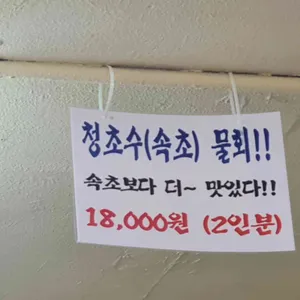 청초수(속초) 물회!!
속초보다 더~ 맛있다!!
18,000원 (2인분)